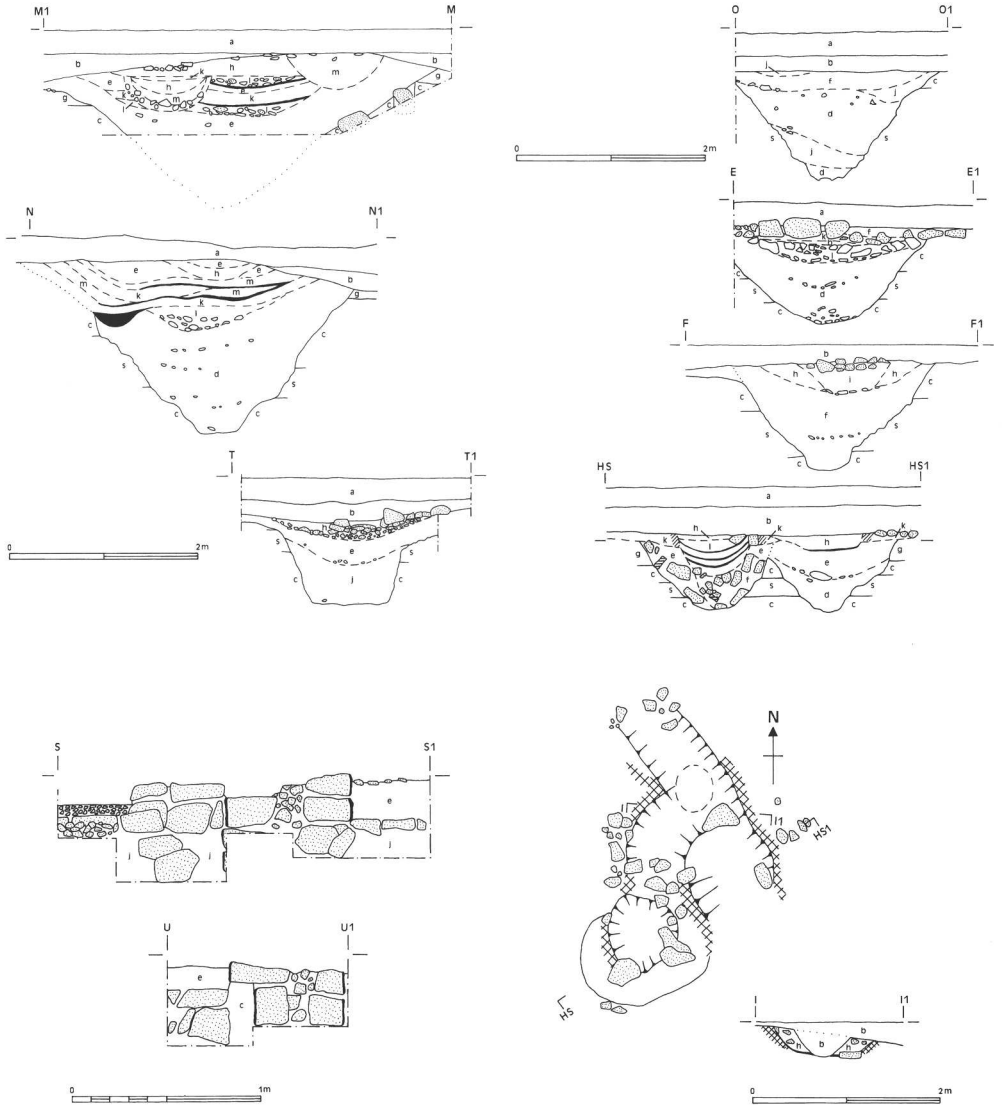 M1 M
a
b k h m b
e h e k g
g k m l c
c l e c
0 2m
N N1
a
e e h e
m m b
k m g
k
l
c c
d
s s
c c
T T1
a
b
h
e
c j c
0 2m
O O1
a
b
j f c
j
d
s s
j
d
E E1
a
k f
l
c c
d
s s
F F1
b
h i h
c c
f
s s
c c
HS HS1
a
b
h k h k
k l
g e e e g
c f c c
s s d s
c c c
S S1
e
j j j
U U1
e
c
0 1m
N
I
I1
HS1
HS
I I1
b
h b h
0 2m